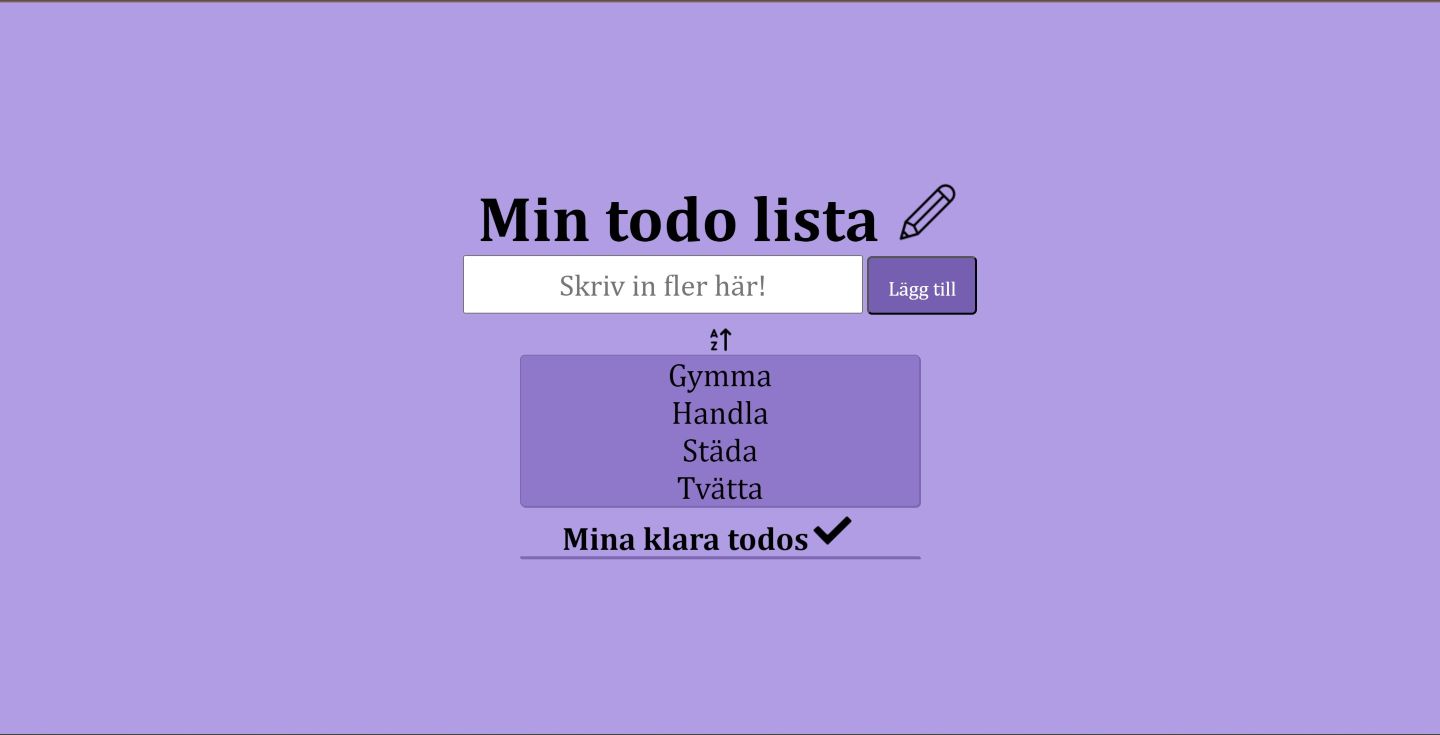 Min todo lista
Skriv in fler här!
Lägg till
A
Z
Gymma
Handla
Städa
Tvätta
Mina klara todos